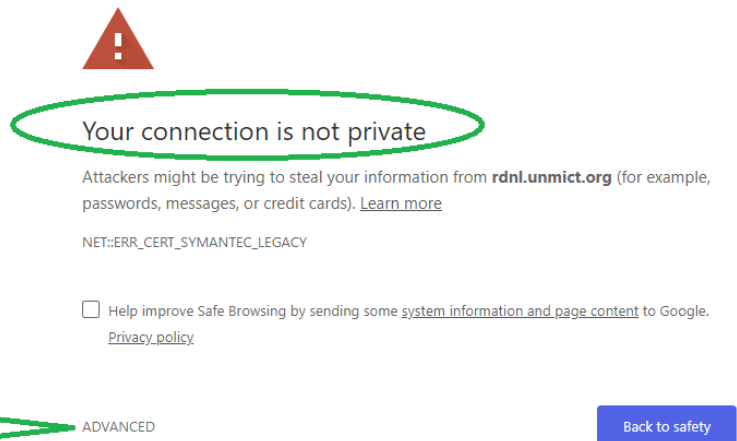 Your connection is not private
Attackers might be trying to steal your information from rdnl.unmict.org (for example,
passwords, messages, or credit cards). Learn more
NET::ERR_CERT_SYMANTEC_LEGACY
Help improve Safe Browsing by sending some system information and page content to Google.
Privacy policy
ADVANCED
Back to safety